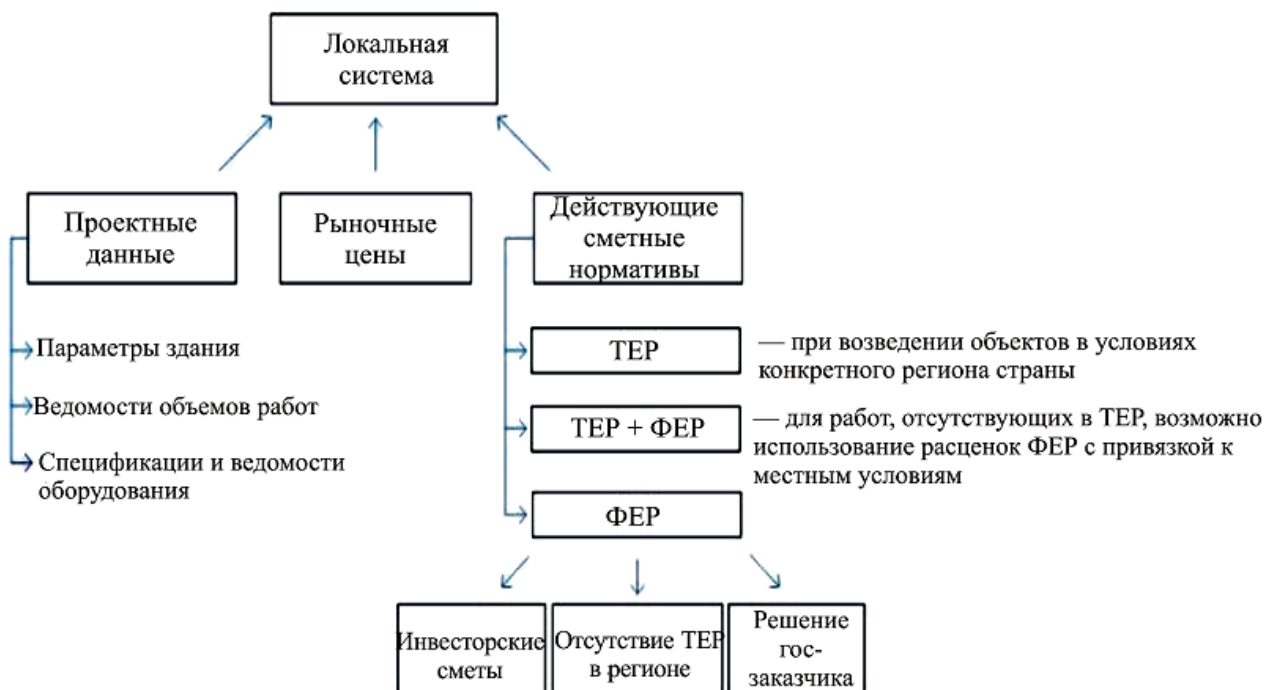 Локальная
система
Проектные
данные
Рыночные
цены
Действующие
сметные
нормативы
Параметры здания
Ведомости объемов работ
Спецификации и ведомости
оборудования
ТЕР
— при возведении объектов в условиях
конкретного региона страны
ТЕР + ФЕР
— для работ, отсутствующих в ТЕР, возможно
использование расценок ФЕР с привязкой к
местным условиям
ФЕР
Инвесторские
сметы
Отсутствие ТЕР
в регионе
Решение
гос-
заказчика